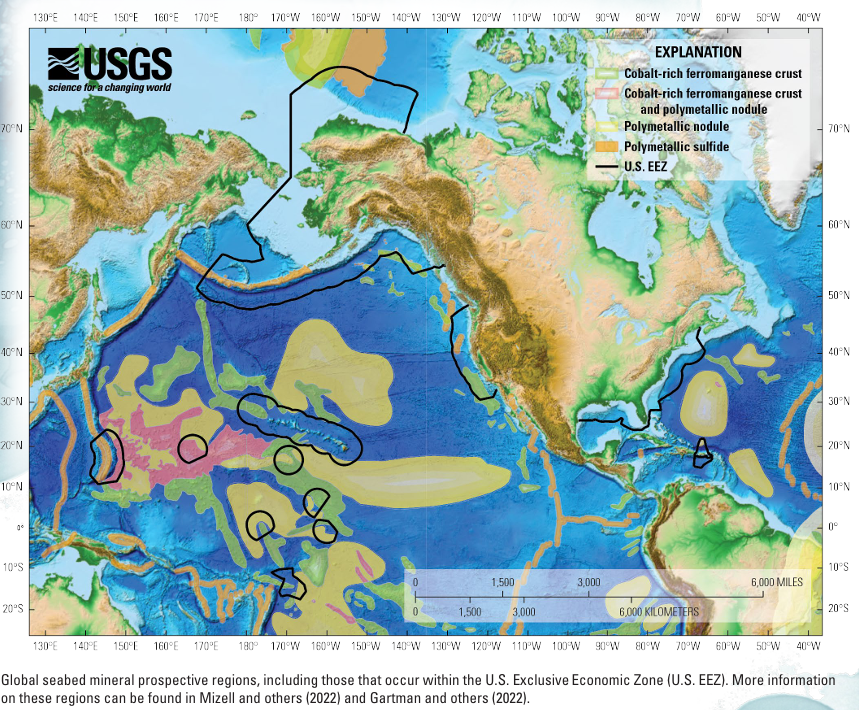 130°E 140°E 150°E 160°E 170°E 180° 170°W 160°W 150°W 140°W 130°W 120°W 110°W 100°W 90°W 80°W 70°W 60°W 50°W 40°W
USGS
science for a changing world
EXPLANATION
Cobalt-rich ferromanganese crust
Cobalt-rich ferromanganese crust
and polymetallic nodule
Polymetallic nodule
Polymetallic sulfide
U.S. EEZ
70°N 70°N
60°N 60°N
50°N 50°N
40°N 40°N
30°N 30°N
20°N 20°N
10°N 10°N
0° 0°
10°S 10°S
20°S 20°S
0 1,500 3,000 6,000 MILES
0 1,500 3,000 6,000 KILOMETERS
130°E 140°E 150°E 160°E 170°E 180° 170°W 160°W 150°W 140°W 130°W 120°W 110°W 100°W 90°W 80°W 70°W 60°W 50°W 40°W
Global seabed mineral prospective regions, including those that occur within the U.S. Exclusive Economic Zone (U.S. EEZ). More information
on these regions can be found in Mizell and others (2022) and Gartman and others (2022).